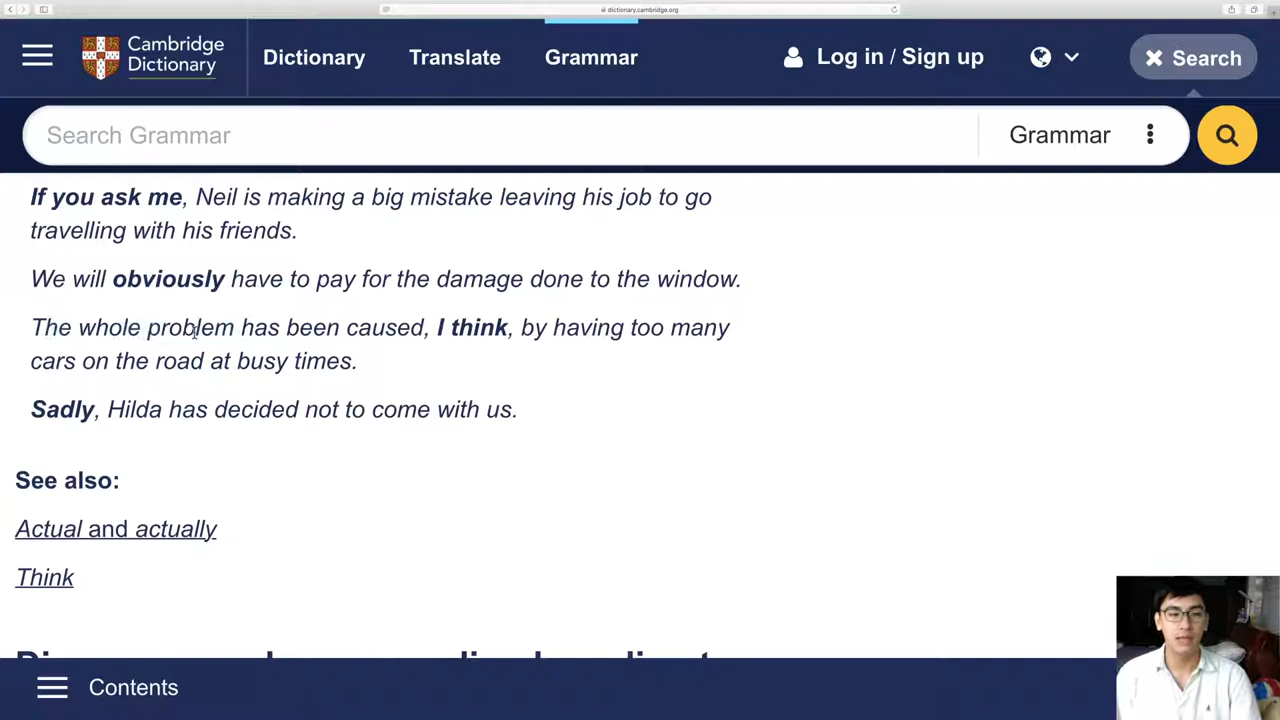 dictionary.cambridge.org
Cambridge
Dictionary
Dictionary
Translate
Grammar
Log in / Sign up
Search
Search Grammar
Grammar
If you ask me, Neil is making a big mistake leaving his job to go
travelling with his friends.
We will obviously have to pay for the damage done to the window.
The whole problem has been caused, I think, by having too many
cars on the road at busy times.
Sadly, Hilda has decided not to come with us.
See also:
Actual and actually
Think
Contents